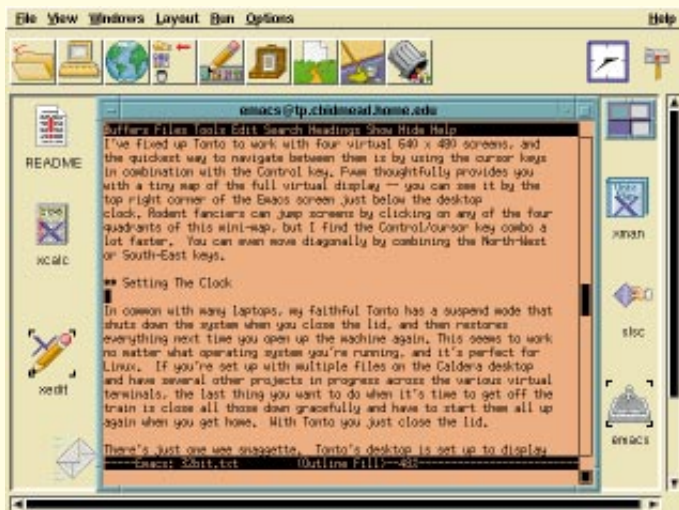 File View Windows Layout Run Options Help
emacs@tp.chidmead.home.edu
Buffers Files Tools Edit Search Headings Show Hide Help
I've fixed up Tonto to work with four virtual 640 x 480 screens, and
the quickest way to navigate between them is by using the cursor keys
in combination with the Control key. Fvwm thoughtfully provides you
with a tiny map of the full virtual display -- you can see it by the
top right corner of the Emacs screen just below the desktop
clock. Rodent fanciers can jump screens by clicking on any of the four
quadrants of this mini-map, but I find the Control/cursor key combo a
lot faster. You can even move diagonally by combining the North-West
or South-East keys.
## Setting The Clock
In common with many laptops, my faithful Tonto has a suspend mode that
shuts down the system when you close the lid, and then restores
everything next time you open up the machine again. This seems to work
no matter what operating system you're running, and it's perfect for
Linux. If you're set up with multiple files on the Caldera desktop
and have several other projects in progress across the various virtual
terminals, the last thing you want to do when it's time to get off the
train is close all those down gracefully and have to start them all up
again when you get home. With Tonto you just close the lid.
There's just one wee snaggette. Tonto's desktop is set up to display
-----Emacs: 32bit.txt (Outline Fill)--48%-----
README
xcalc
xedit
xman
slsc
emacs